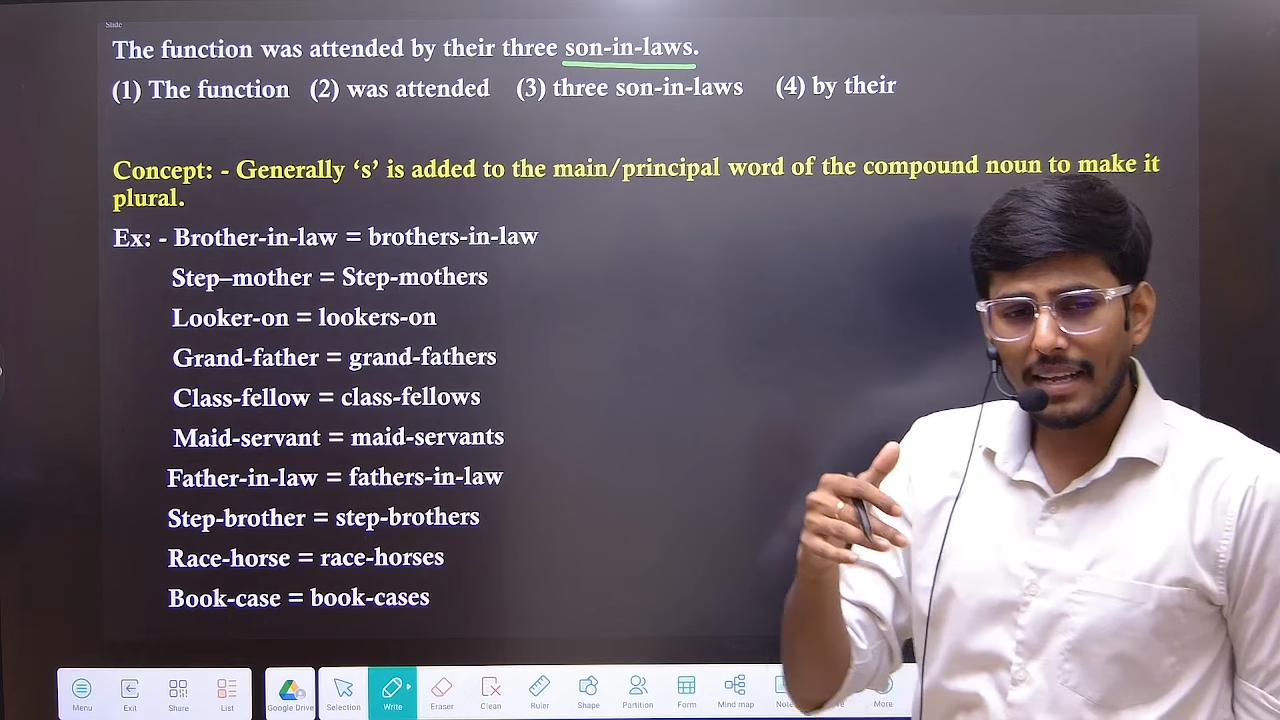 Slide
The function was attended by their three son-in-laws.
(1) The function (2) was attended (3) three son-in-laws (4) by their
Concept: - Generally ‘s’ is added to the main/principal word of the compound noun to make it
plural.
Ex: - Brother-in-law = brothers-in-law
Step–mother = Step-mothers
Looker-on = lookers-on
Grand-father = grand-fathers
Class-fellow = class-fellows
Maid-servant = maid-servants
Father-in-law = fathers-in-law
Step-brother = step-brothers
Race-horse = race-horses
Book-case = book-cases
Menu Exit Share List Google Drive Selection Write Eraser Clean Ruler Shape Partition Form Mind map More